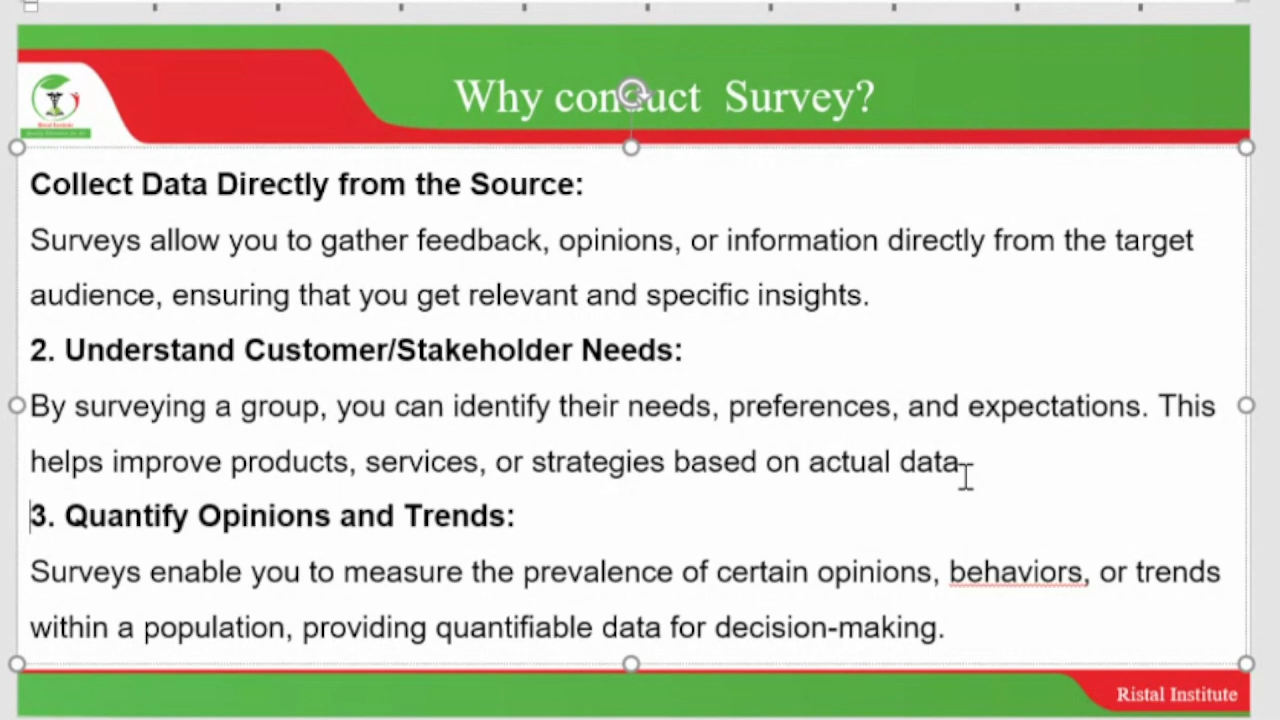 Why conduct Survey?
Ristal Institute
Collect Data Directly from the Source:
Surveys allow you to gather feedback, opinions, or information directly from the target
audience, ensuring that you get relevant and specific insights.
2. Understand Customer/Stakeholder Needs:
By surveying a group, you can identify their needs, preferences, and expectations. This
helps improve products, services, or strategies based on actual data.
3. Quantify Opinions and Trends:
Surveys enable you to measure the prevalence of certain opinions, behaviors, or trends
within a population, providing quantifiable data for decision-making.
Ristal Institute